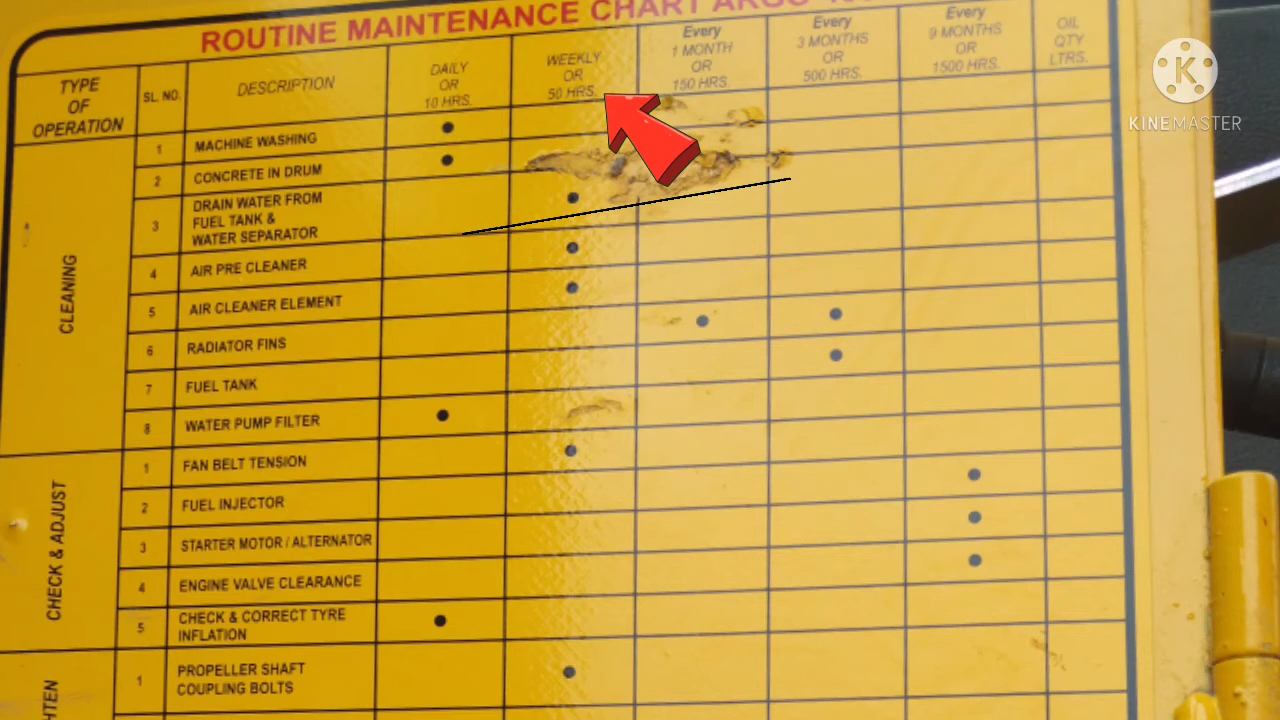 ROUTINE MAINTENANCE CHART ARGO
TYPE
OF
OPERATION
SL. NO.
DESCRIPTION
DAILY
OR
10 HRS.
WEEKLY
OR
50 HRS.
Every
1 MONTH
OR
150 HRS.
Every
3 MONTHS
OR
500 HRS.
Every
9 MONTHS
OR
1500 HRS.
OIL
QTY
LTRS.
K
KINEMASTER
CLEANING
1 MACHINE WASHING ●
2 CONCRETE IN DRUM ●
3 DRAIN WATER FROM
FUEL TANK &
WATER SEPARATOR ●
4 AIR PRE CLEANER ●
5 AIR CLEANER ELEMENT ●
6 RADIATOR FINS ● ●
7 FUEL TANK ●
8 WATER PUMP FILTER ●
CHECK & ADJUST
1 FAN BELT TENSION ●
2 FUEL INJECTOR ●
3 STARTER MOTOR / ALTERNATOR ●
4 ENGINE VALVE CLEARANCE ●
5 CHECK & CORRECT TYRE
INFLATION ●
1 PROPELLER SHAFT
COUPLING BOLTS ●